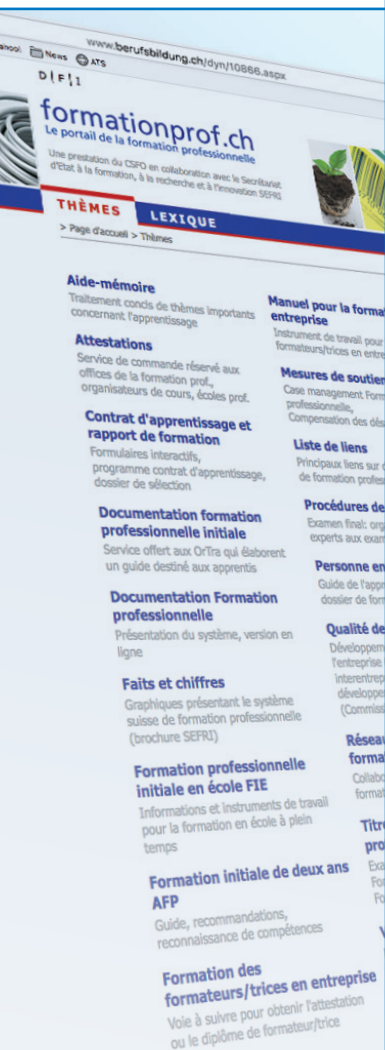 www.berufsbildung.ch/dyn/10866.aspx
News ATS
D | F | I
formationprof.ch
Le portail de la formation professionnelle
Une prestation du CSFO en collaboration avec le Secrétariat
d'Etat à la formation, à la recherche et à l'innovation SEFRI
THÈMES LEXIQUE
> Page d'accueil > Thèmes
Aide-mémoire
Traitement concis de thèmes importants
concernant l'apprentissage
Attestations
Service de commande réservé aux
offices de la formation prof.,
organisateurs de cours, écoles prof.
Contrat d'apprentissage et
rapport de formation
Formulaires interactifs,
programme contrat d'apprentissage,
dossier de sélection
Documentation formation
professionnelle initiale
Service offert aux OrTra qui élaborent
un guide destiné aux apprentis
Documentation Formation
professionnelle
Présentation du système, version en
ligne
Faits et chiffres
Graphiques présentant le système
suisse de formation professionnelle
(brochure SEFRI)
Formation professionnelle
initiale en école FIE
Informations et instruments de travail
pour la formation en école à plein
temps
Formation initiale de deux ans
AFP
Guide, recommandations,
reconnaissance de compétences
Formation des
formateurs/trices en entreprise
Voie à suivre pour obtenir l'attestation
ou le diplôme de formateur/trice
Manuel pour la forma
entreprise
Instrument de travail pour
formateurs/trices en entre
Mesures de soutien
Case management Form
professionnelle,
Compensation des dés
Liste de liens
Principaux liens sur
de formation profes
Procédures de
Examen final: org
experts aux exam
Personne en
Guide de l'appr
dossier de form
Qualité de
Développem
l'entreprise
interentrep
développe
(Commiss
Réseau
forma
Collabo
format
Titre
pro
Exa
For
Fo